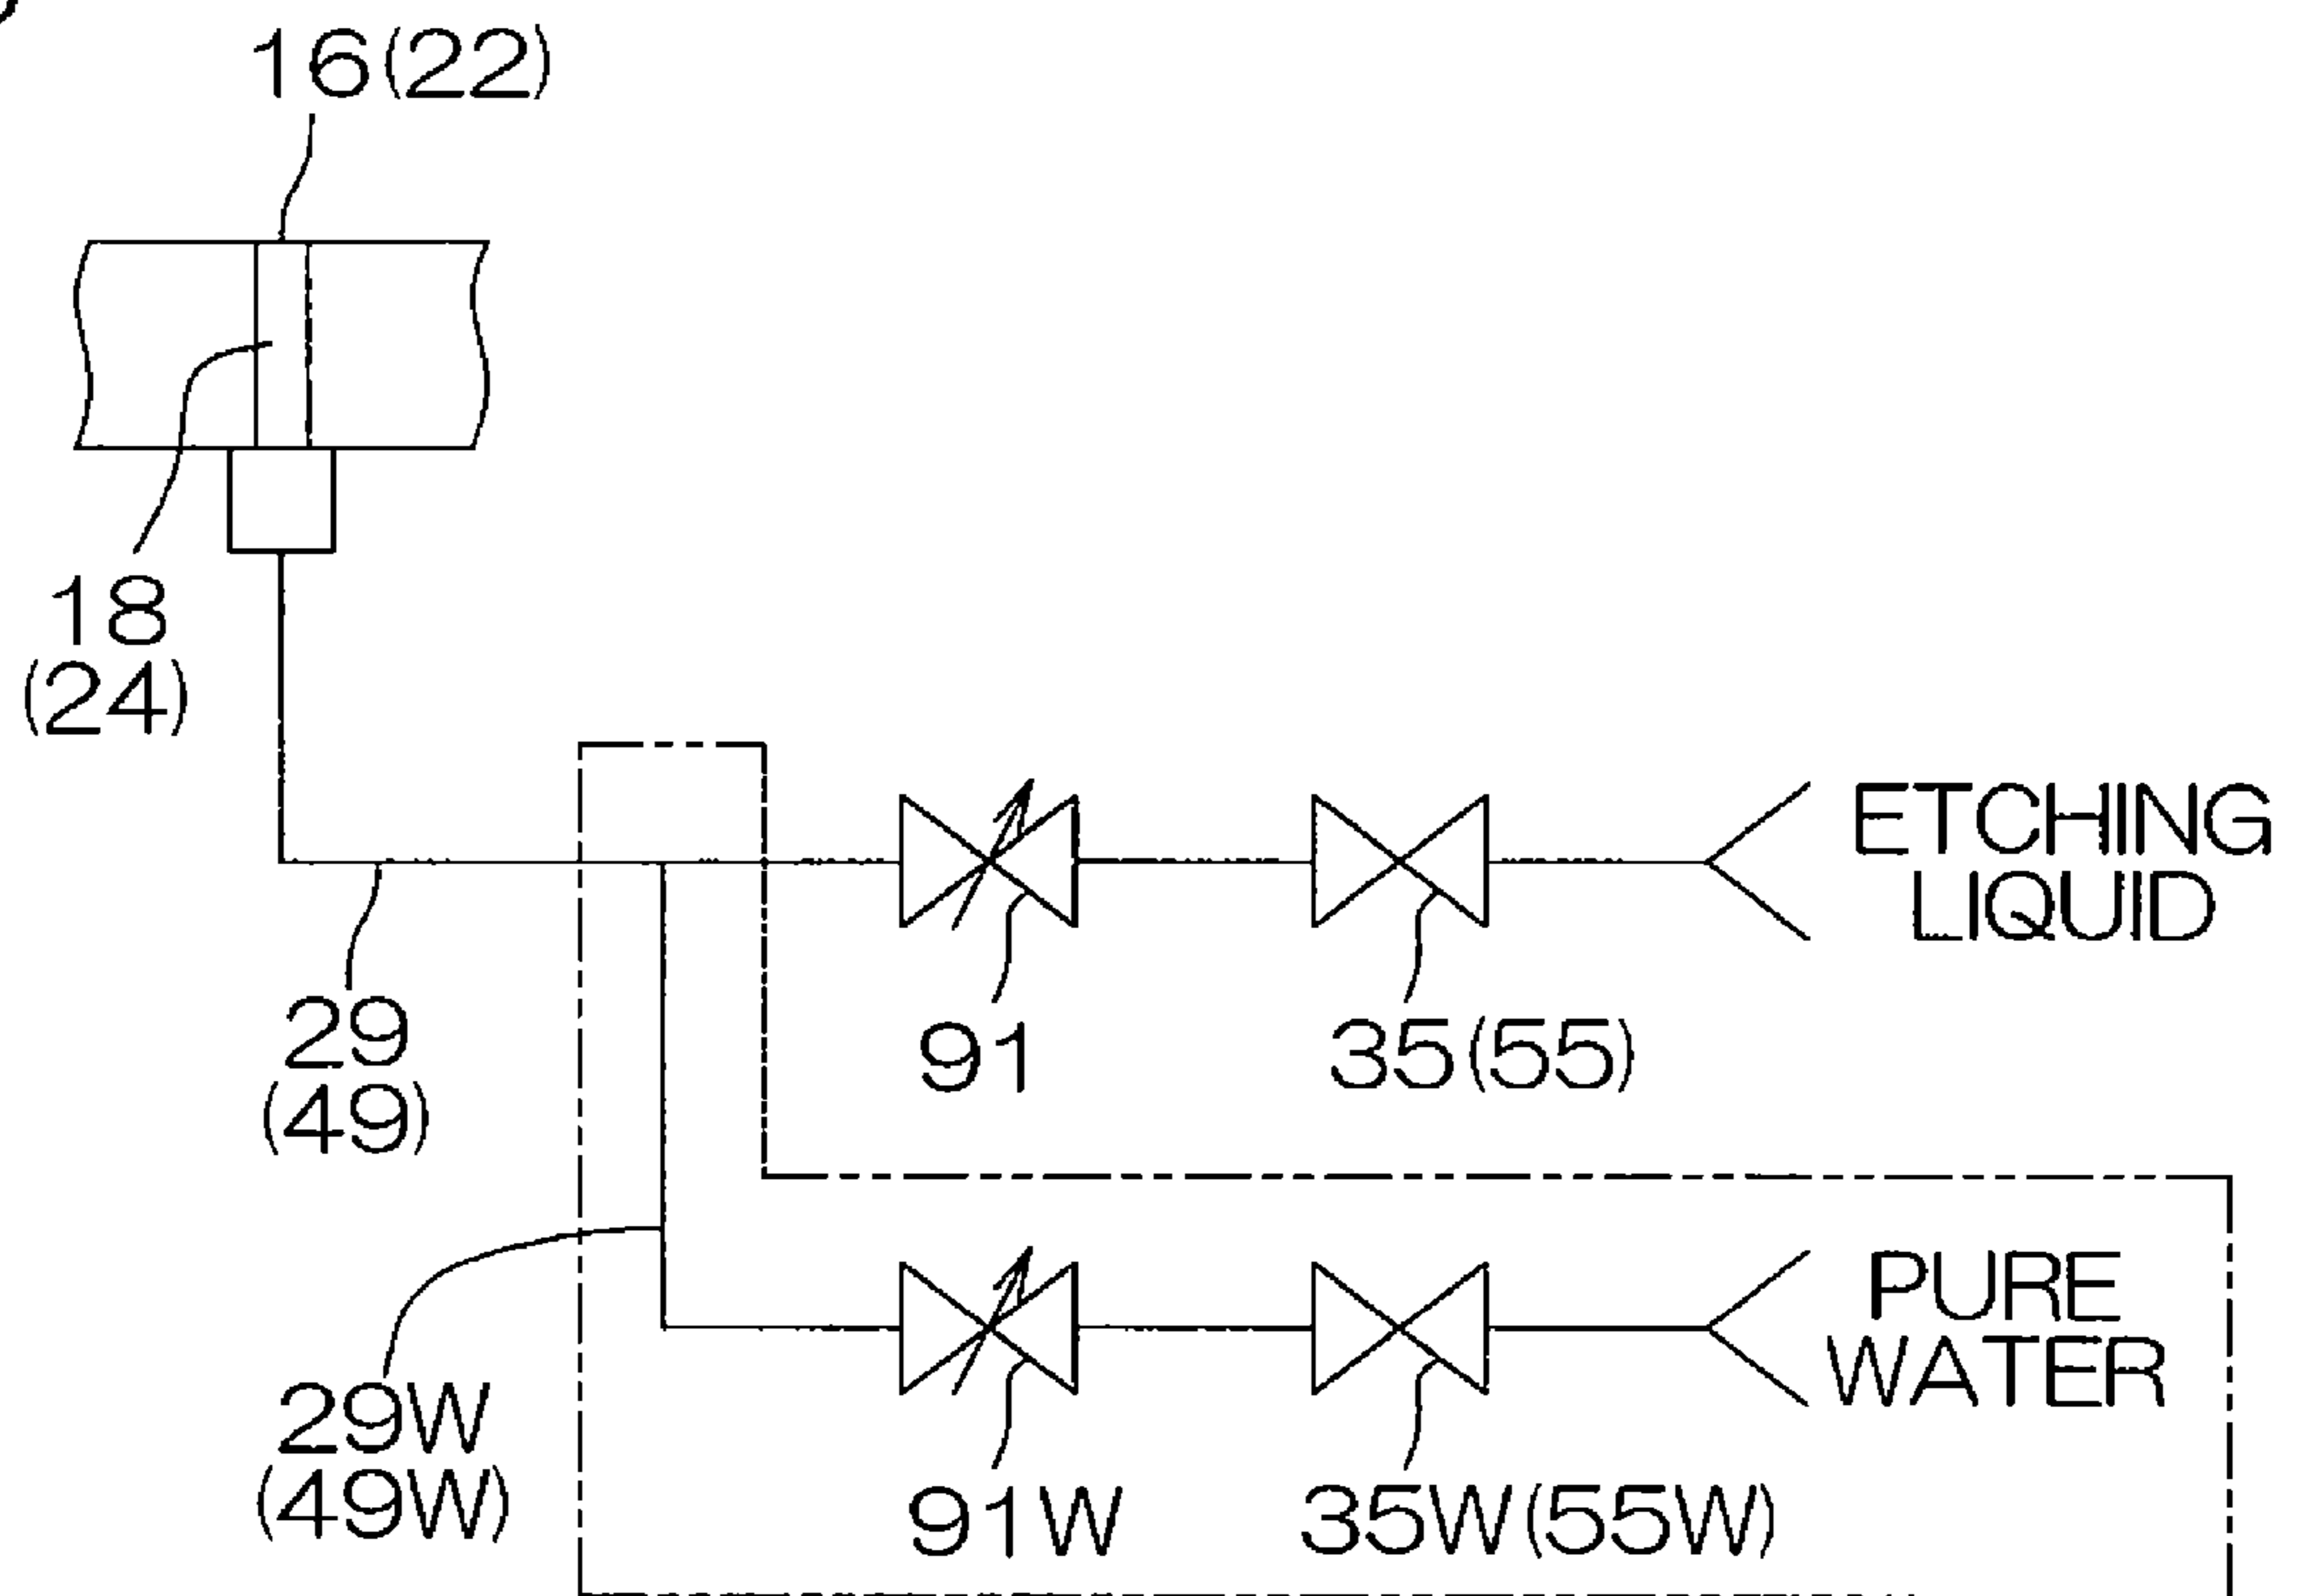 16(22)
18
(24)
ETCHING
LIQUID
29
(49)
91
35(55)
PURE
WATER
29W
(49W)
91W
35W(55W)